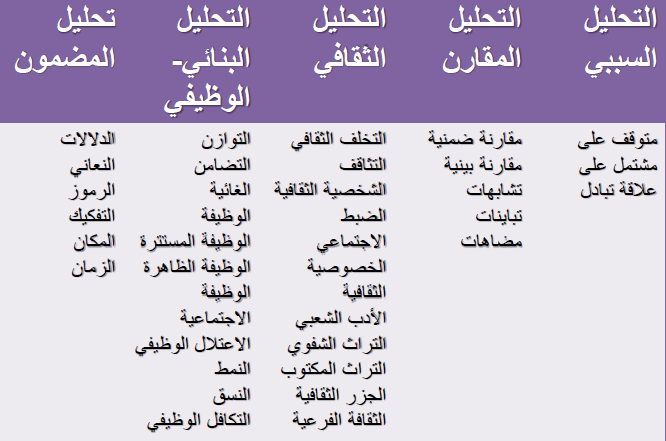 التحليل
السببي
التحليل
المقارن
التحليل
الثقافي
التحليل
البنائي-
الوظيفي
تحليل
المضمون
متوقف على
مشتمل على
علاقة تبادل
مقارنة ضمنية
مقارنة بينية
تشابهات
تباينات
مضاهات
التخلف الثقافي
التثاقف
الشخصية الثقافية
الضبط
الاجتماعي
الخصوصية
الثقافية
الأدب الشعبي
التراث الشفوي
التراث المكتوب
الجزر الثقافية
الثقافة الفرعية
التوازن
التضامن
الغائية
الوظيفة
الوظيفة المستترة
الوظيفة الظاهرة
الوظيفة
الاجتماعية
الاعتلال الوظيفي
النمط
النسق
التكافل الوظيفي
الدلالات
النعاني
الرموز
التفكيك
المكان
الزمان